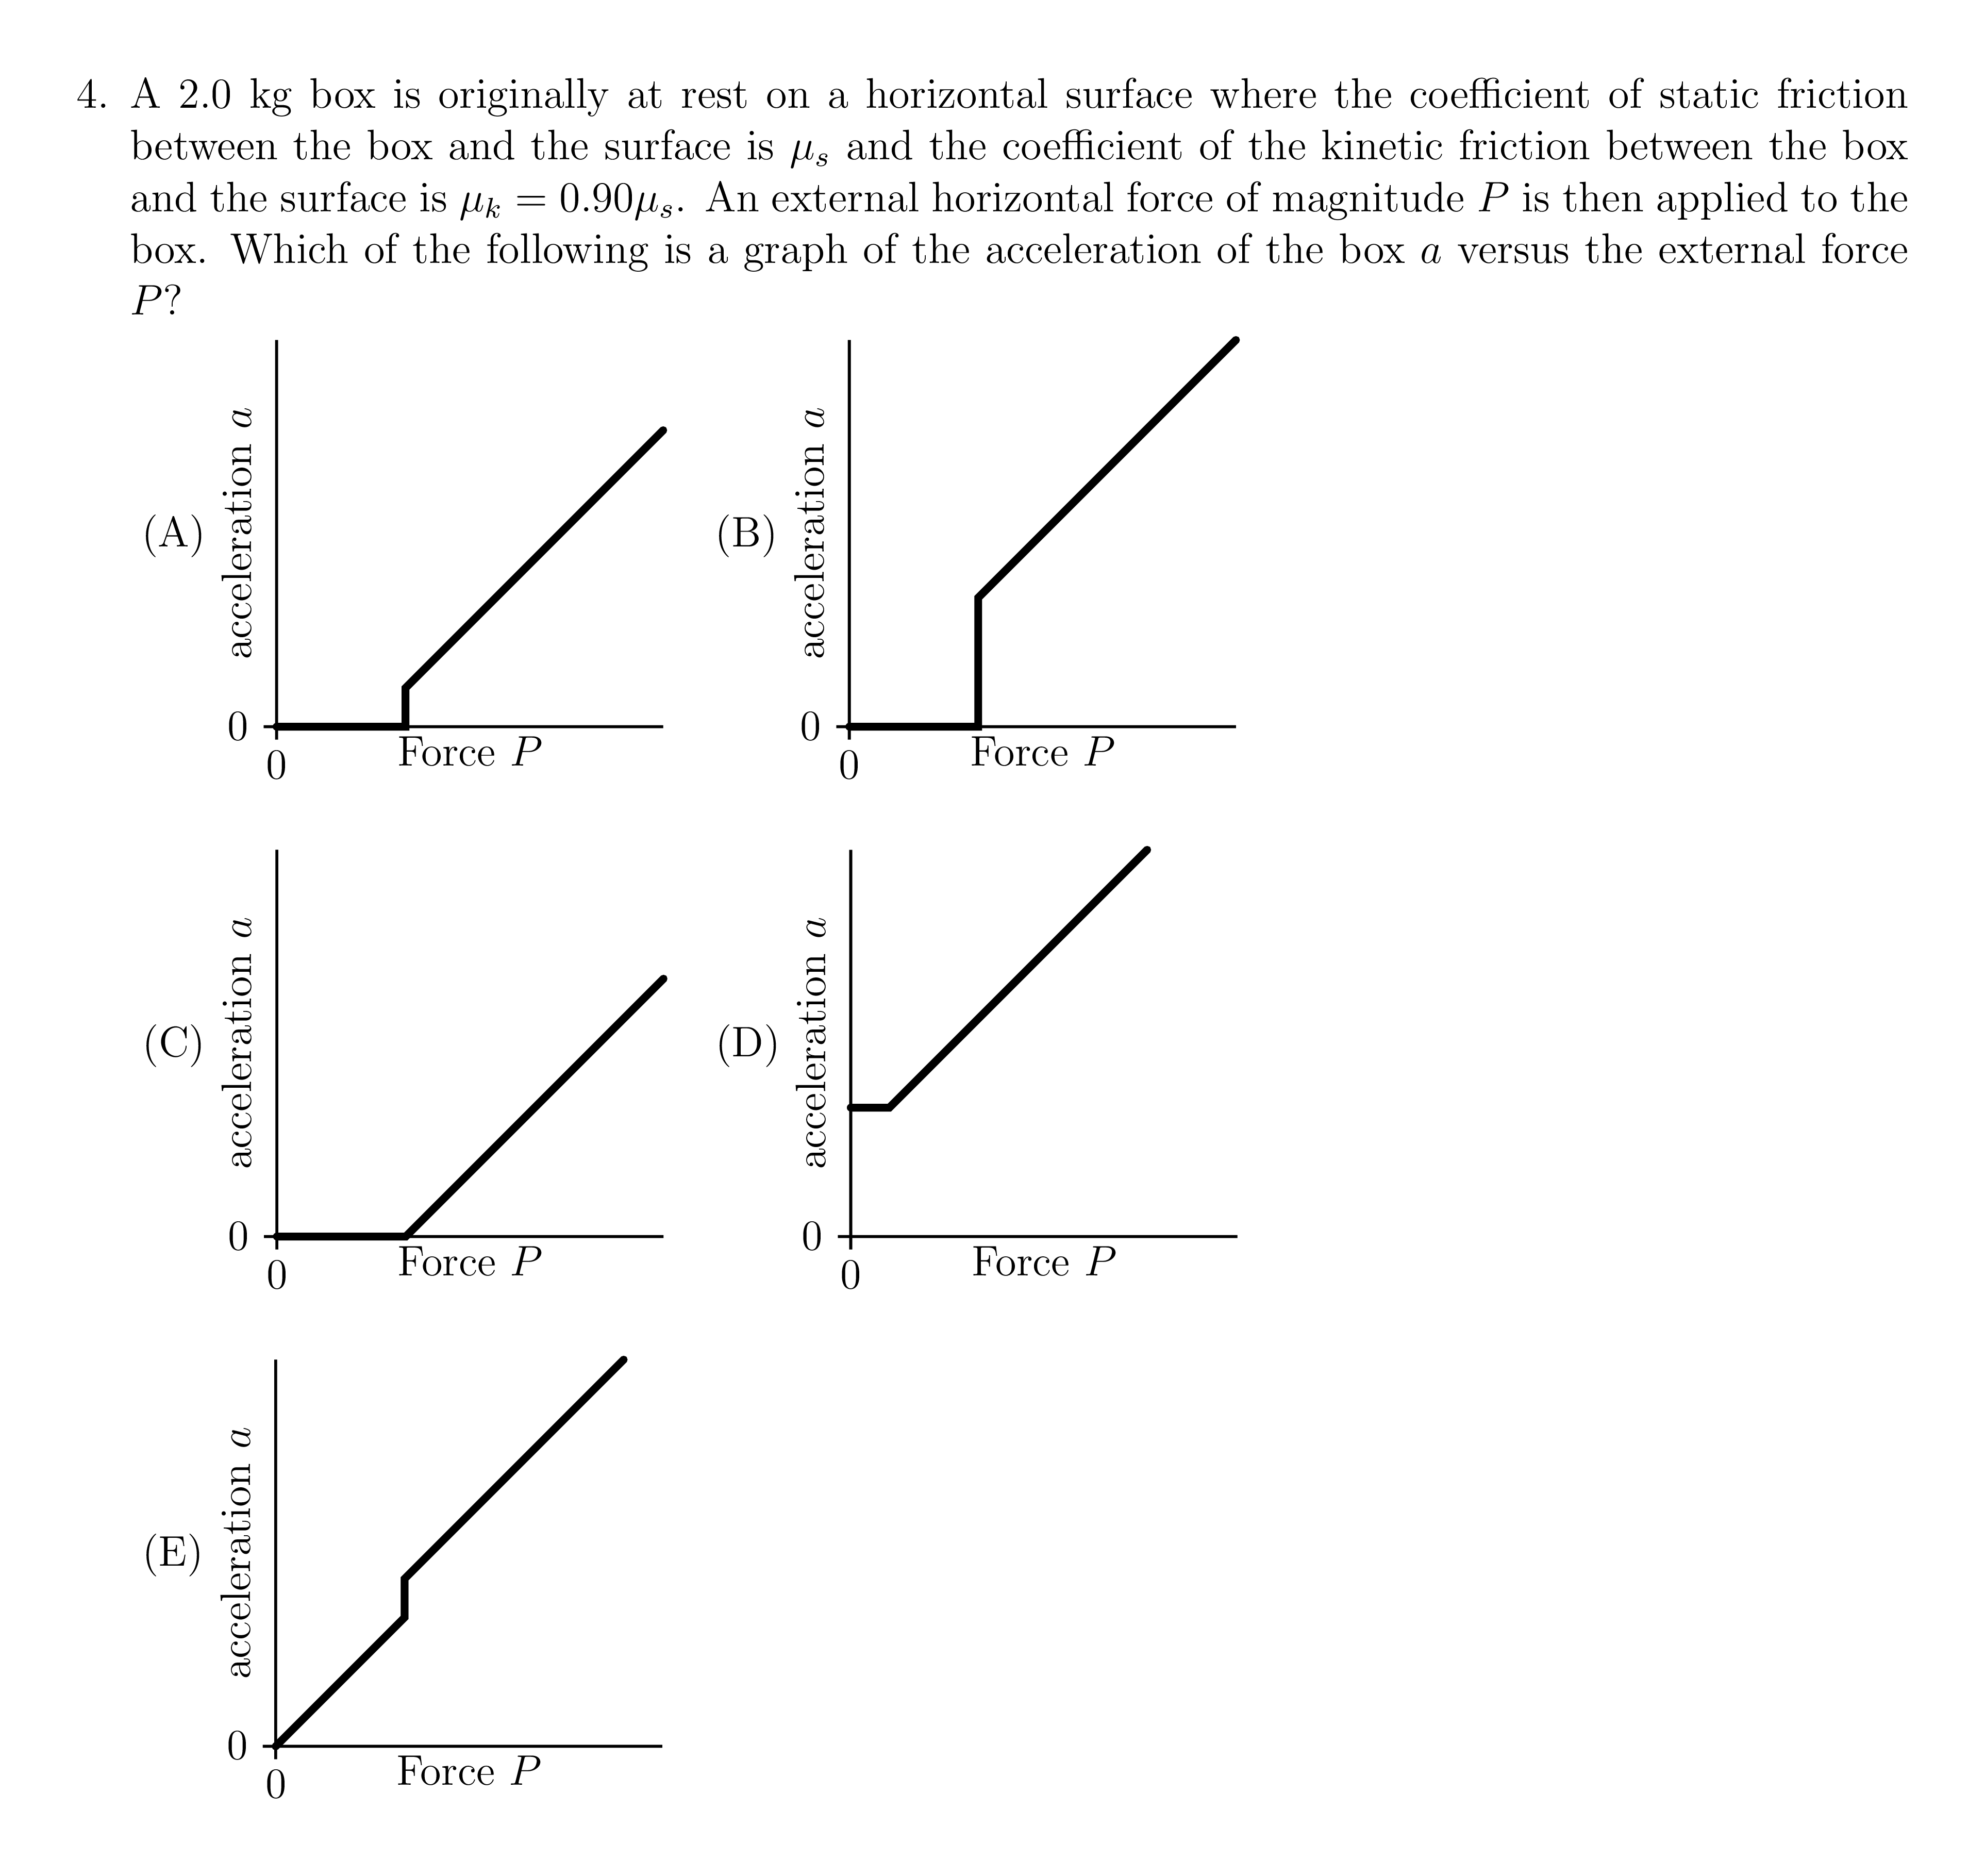 4. A 2.0 kg box is originally at rest on a horizontal surface where the coefficient of static friction
between the box and the surface is μₛ and the coefficient of the kinetic friction between the box
and the surface is μₖ = 0.90μₛ. An external horizontal force of magnitude P is then applied to the
box. Which of the following is a graph of the acceleration of the box a versus the external force
P?
(A)
acceleration a
0
0
Force P
(B)
acceleration a
0
0
Force P
(C)
acceleration a
0
0
Force P
(D)
acceleration a
0
0
Force P
(E)
acceleration a
0
0
Force P